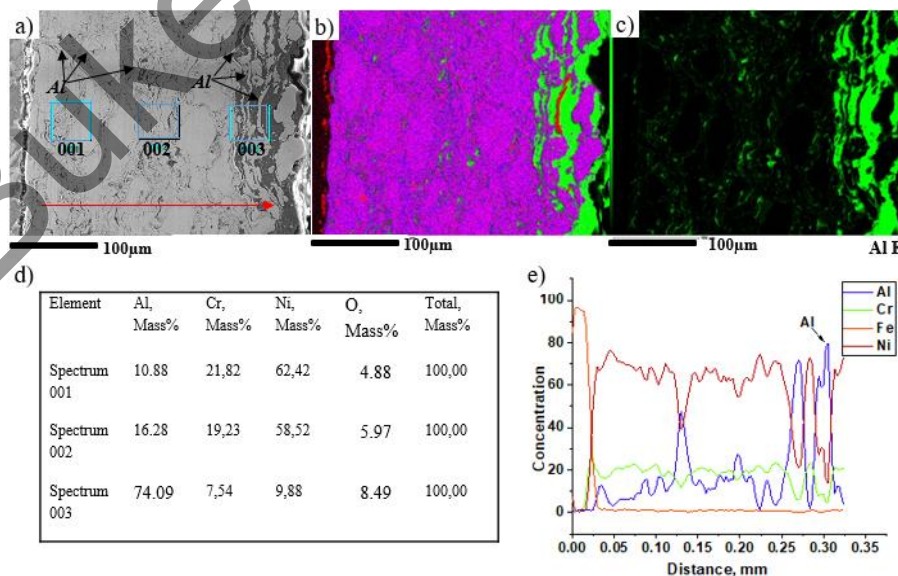 a)
Al
Al
001
002
003
100µm
b)
100µm
c)
100µm
Al K
d)
Element Al, Mass% Cr, Mass% Ni, Mass% O, Mass% Total, Mass%
Spectrum 001 10.88 21,82 62,42 4.88 100,00
Spectrum 002 16.28 19,23 58,52 5.97 100,00
Spectrum 003 74.09 7,54 9,88 8.49 100,00
e)
Al
Cr
Fe
Ni
Al
Concentration
100
80
60
40
20
0
0.00 0.05 0.10 0.15 0.20 0.25 0.30
Distance, mm